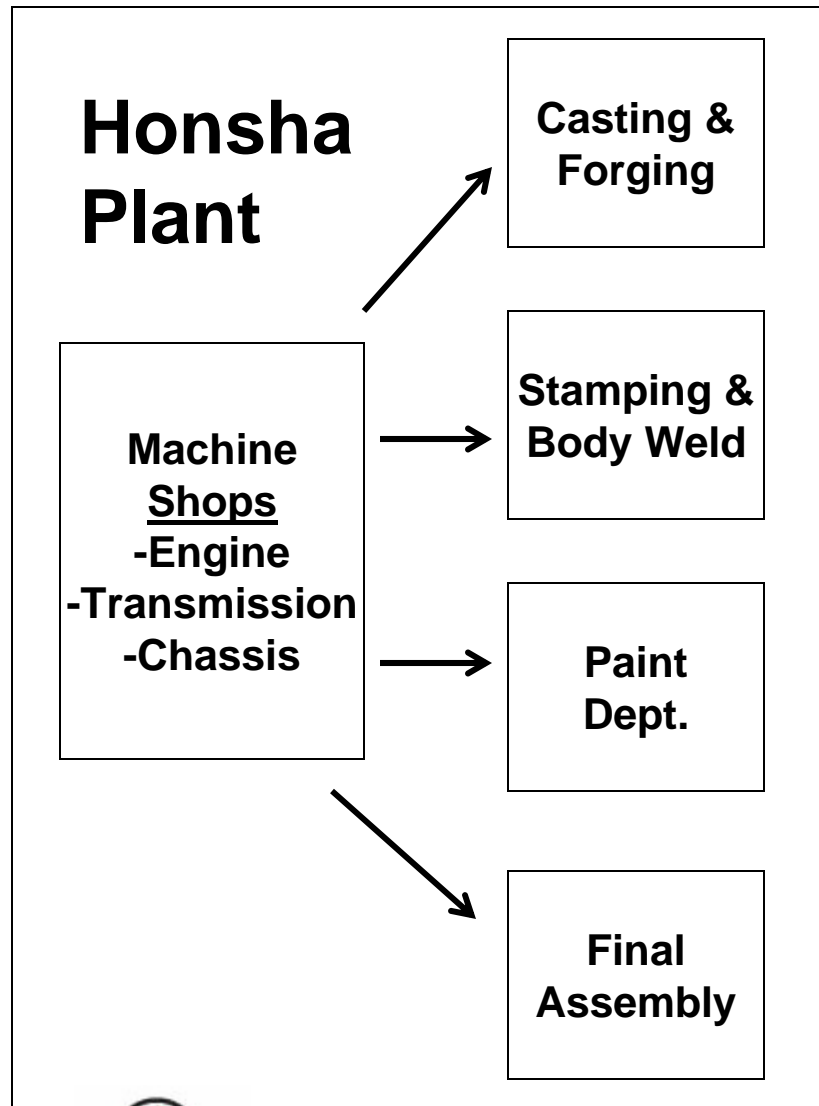 Honsha
Plant
Casting &
Forging
Machine
Shops
-Engine
-Transmission
-Chassis
Stamping &
Body Weld
Paint
Dept.
Final
Assembly